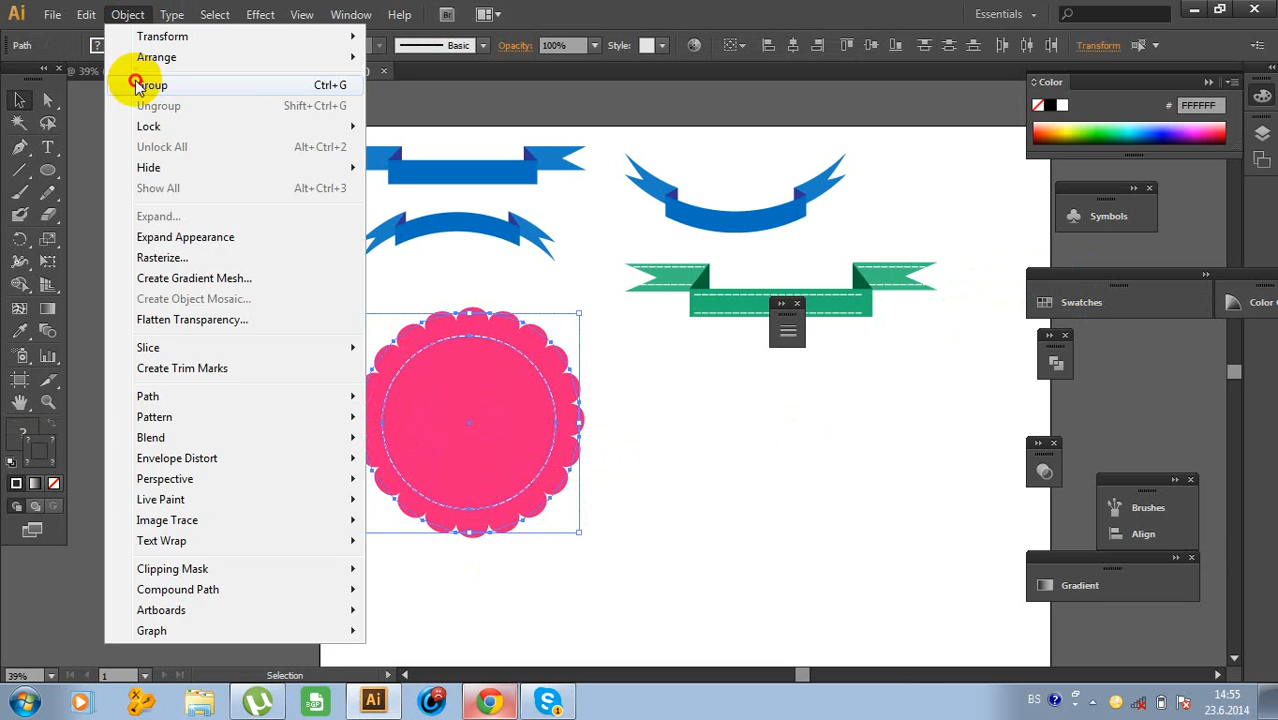 Ai File Edit Object Type Select Effect View Window Help Br Essentials
Path ? Basic Opacity: 100% Style: Transform
@ 39%
Transform
Arrange
Group Ctrl+G
Ungroup Shift+Ctrl+G
Lock
Unlock All Alt+Ctrl+2
Hide
Show All Alt+Ctrl+3
Expand...
Expand Appearance
Rasterize...
Create Gradient Mesh...
Create Object Mosaic...
Flatten Transparency...
Slice
Create Trim Marks
Path
Pattern
Blend
Envelope Distort
Perspective
Live Paint
Image Trace
Text Wrap
Clipping Mask
Compound Path
Artboards
Graph
Color
# FFFFFF
Symbols
Swatches
Color G
Brushes
Align
Gradient
39% 1 Selection
BS 14:55
23.6.2014